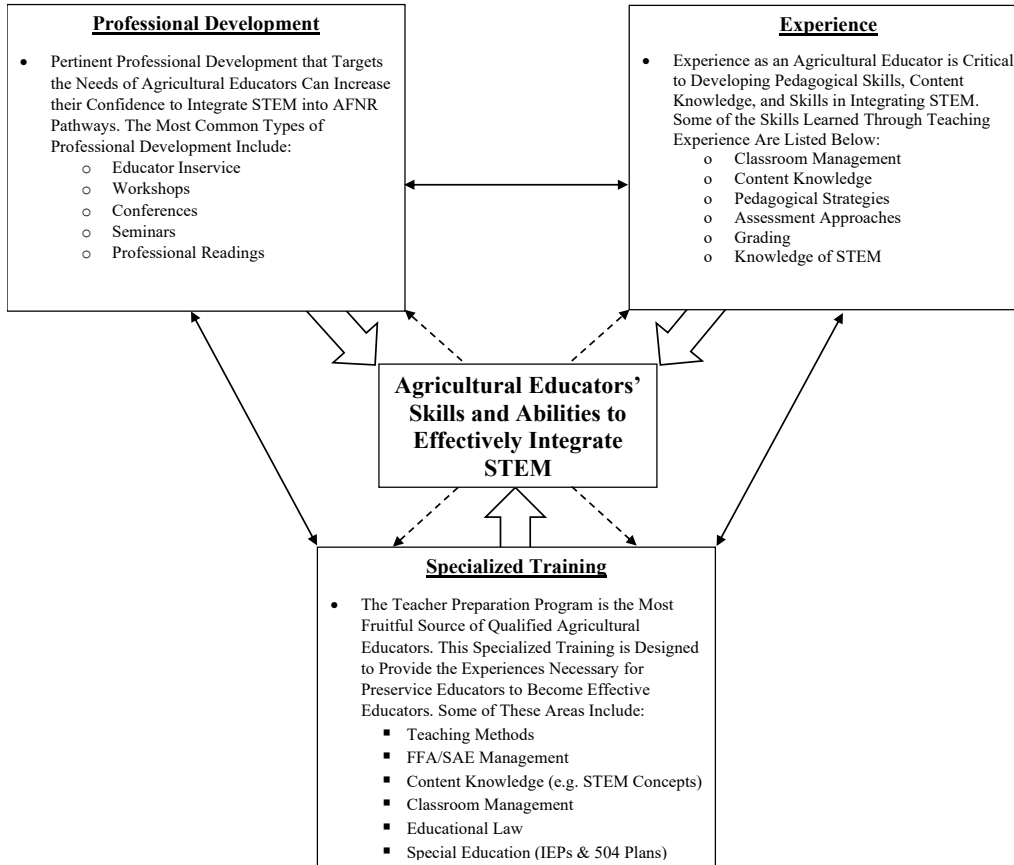 Professional Development
• Pertinent Professional Development that Targets
the Needs of Agricultural Educators Can Increase
their Confidence to Integrate STEM into AFNR
Pathways. The Most Common Types of
Professional Development Include:
o Educator Inservice
o Workshops
o Conferences
o Seminars
o Professional Readings
Experience
• Experience as an Agricultural Educator is Critical
to Developing Pedagogical Skills, Content
Knowledge, and Skills in Integrating STEM.
Some of the Skills Learned Through Teaching
Experience Are Listed Below:
o Classroom Management
o Content Knowledge
o Pedagogical Strategies
o Assessment Approaches
o Grading
o Knowledge of STEM
Agricultural Educators’
Skills and Abilities to
Effectively Integrate
STEM
Specialized Training
• The Teacher Preparation Program is the Most
Fruitful Source of Qualified Agricultural
Educators. This Specialized Training is Designed
to Provide the Experiences Necessary for
Preservice Educators to Become Effective
Educators. Some of These Areas Include:
▪ Teaching Methods
▪ FFA/SAE Management
▪ Content Knowledge (e.g. STEM Concepts)
▪ Classroom Management
▪ Educational Law
▪ Special Education (IEPs & 504 Plans)